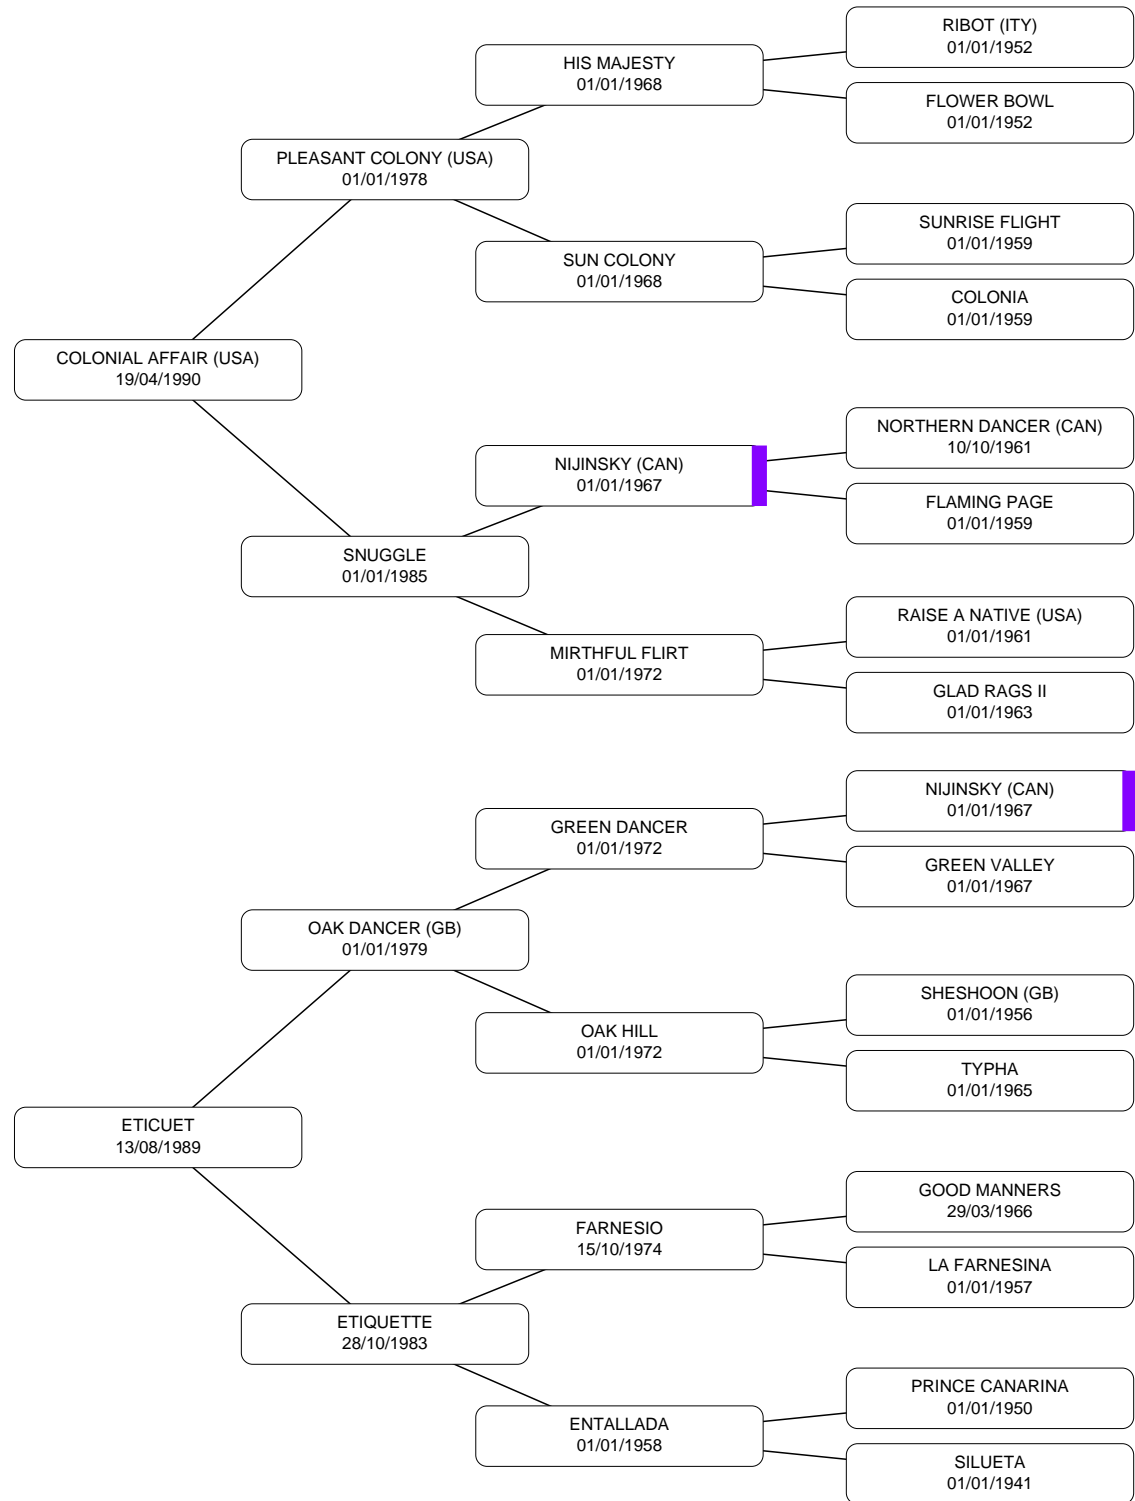 RIBOT (ITY)
01/01/1952
HIS MAJESTY
01/01/1968
FLOWER BOWL
01/01/1952
PLEASANT COLONY (USA)
01/01/1978
SUNRISE FLIGHT
01/01/1959
SUN COLONY
01/01/1968
COLONIA
01/01/1959
COLONIAL AFFAIR (USA)
19/04/1990
NORTHERN DANCER (CAN)
10/10/1961
NIJINSKY (CAN)
01/01/1967
FLAMING PAGE
01/01/1959
SNUGGLE
01/01/1985
RAISE A NATIVE (USA)
01/01/1961
MIRTHFUL FLIRT
01/01/1972
GLAD RAGS II
01/01/1963
NIJINSKY (CAN)
01/01/1967
GREEN DANCER
01/01/1972
GREEN VALLEY
01/01/1967
OAK DANCER (GB)
01/01/1979
SHESHOON (GB)
01/01/1956
OAK HILL
01/01/1972
TYPHA
01/01/1965
ETICUET
13/08/1989
GOOD MANNERS
29/03/1966
FARNESIO
15/10/1974
LA FARNESINA
01/01/1957
ETIQUETTE
28/10/1983
PRINCE CANARINA
01/01/1950
ENTALLADA
01/01/1958
SILUETA
01/01/1941